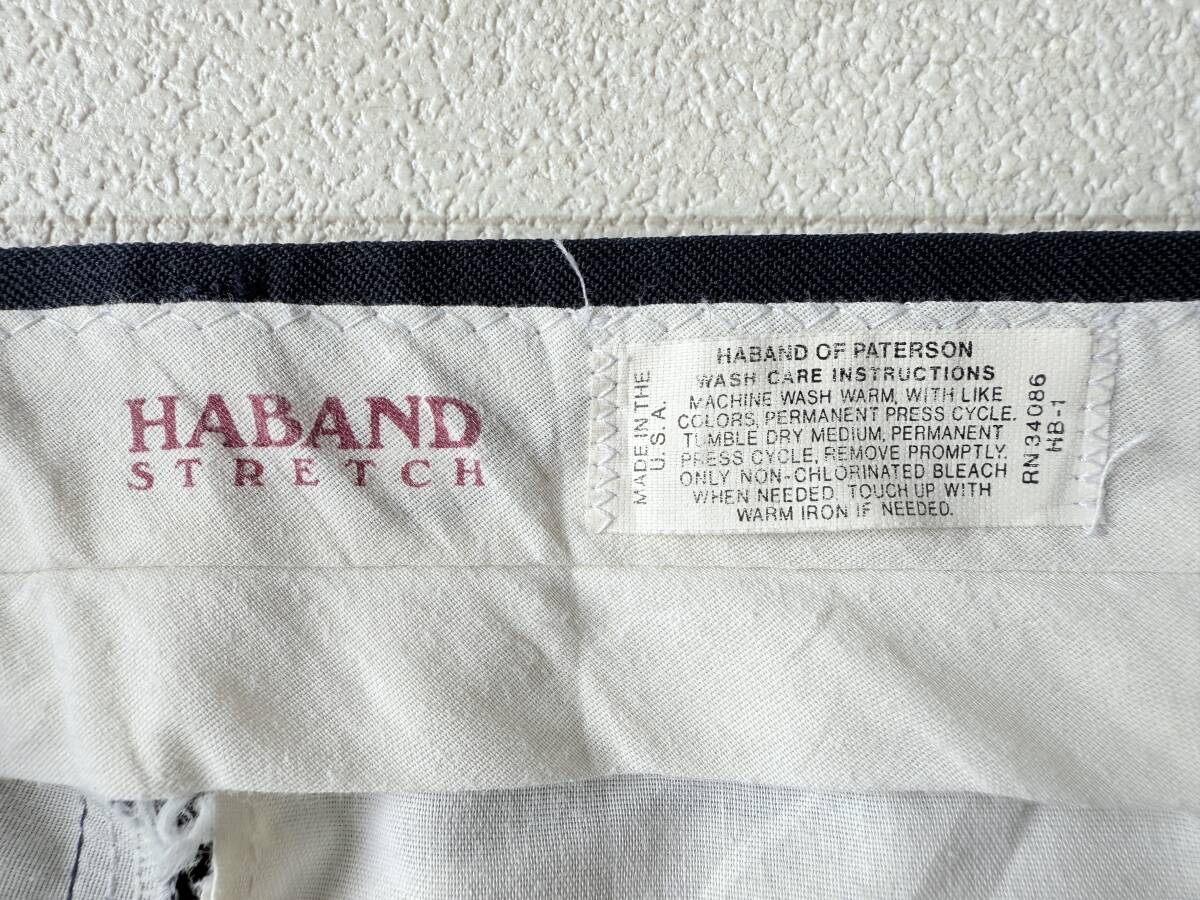 HABAND
STRETCH
HABAND OF PATERSON
WASH CARE INSTRUCTIONS
MACHINE WASH WARM, WITH LIKE
COLORS, PERMANENT PRESS CYCLE.
TUMBLE DRY MEDIUM, PERMANENT
PRESS CYCLE, REMOVE PROMPTLY.
ONLY NON-CHLORINATED BLEACH
WHEN NEEDED. TOUCH UP WITH
WARM IRON IF NEEDED.
MADE IN THE
U.S.A.
RN 34086
HB-1